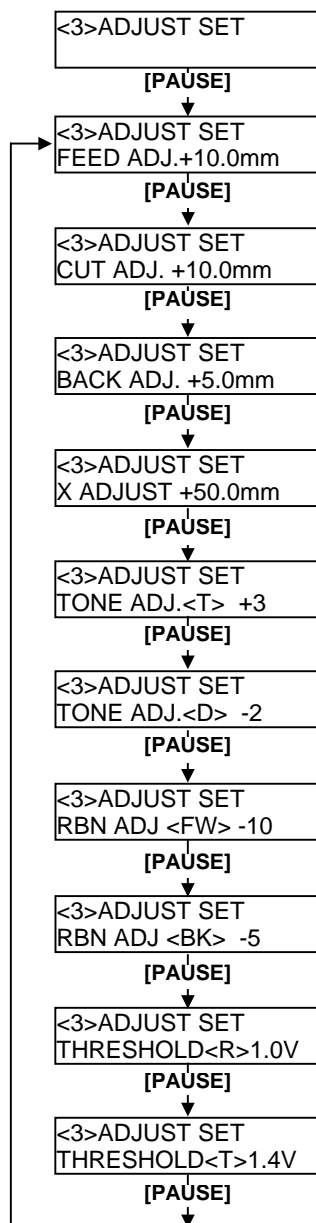 <3>ADJUST SET
[PAUSE]
<3>ADJUST SET
FEED ADJ.+10.0mm
[PAUSE]
<3>ADJUST SET
CUT ADJ. +10.0mm
[PAUSE]
<3>ADJUST SET
BACK ADJ. +5.0mm
[PAUSE]
<3>ADJUST SET
X ADJUST +50.0mm
[PAUSE]
<3>ADJUST SET
TONE ADJ.<T> +3
[PAUSE]
<3>ADJUST SET
TONE ADJ.<D> -2
[PAUSE]
<3>ADJUST SET
RBN ADJ <FW> -10
[PAUSE]
<3>ADJUST SET
RBN ADJ <BK> -5
[PAUSE]
<3>ADJUST SET
THRESHOLD<R>1.0V
[PAUSE]
<3>ADJUST SET
THRESHOLD<T>1.4V
[PAUSE]